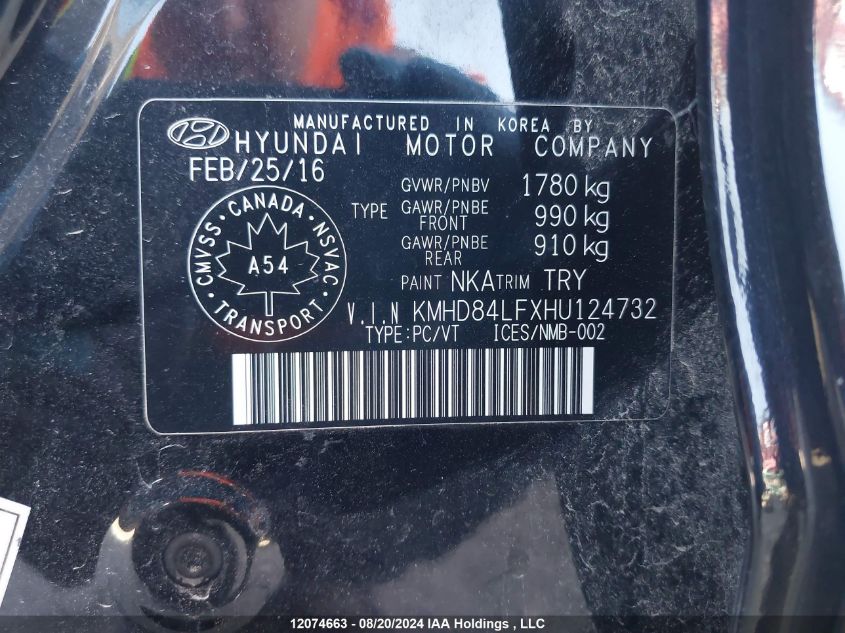 MANUFACTURED IN KOREA BY
HYUNDAI MOTOR COMPANY
FEB/25/16
GVWR/PNBV 1780 kg
TYPE GAWR/PNBE FRONT 990 kg
GAWR/PNBE REAR 910 kg
PAINT NKA TRIM TRY
CMVSS · CANADA · NSVAC
A54
TRANSPORT
V.I.N KMHD84LFXHU124732
TYPE:PC/VT ICES/NMB-002
12074663 - 08/20/2024 IAA Holdings , LLC